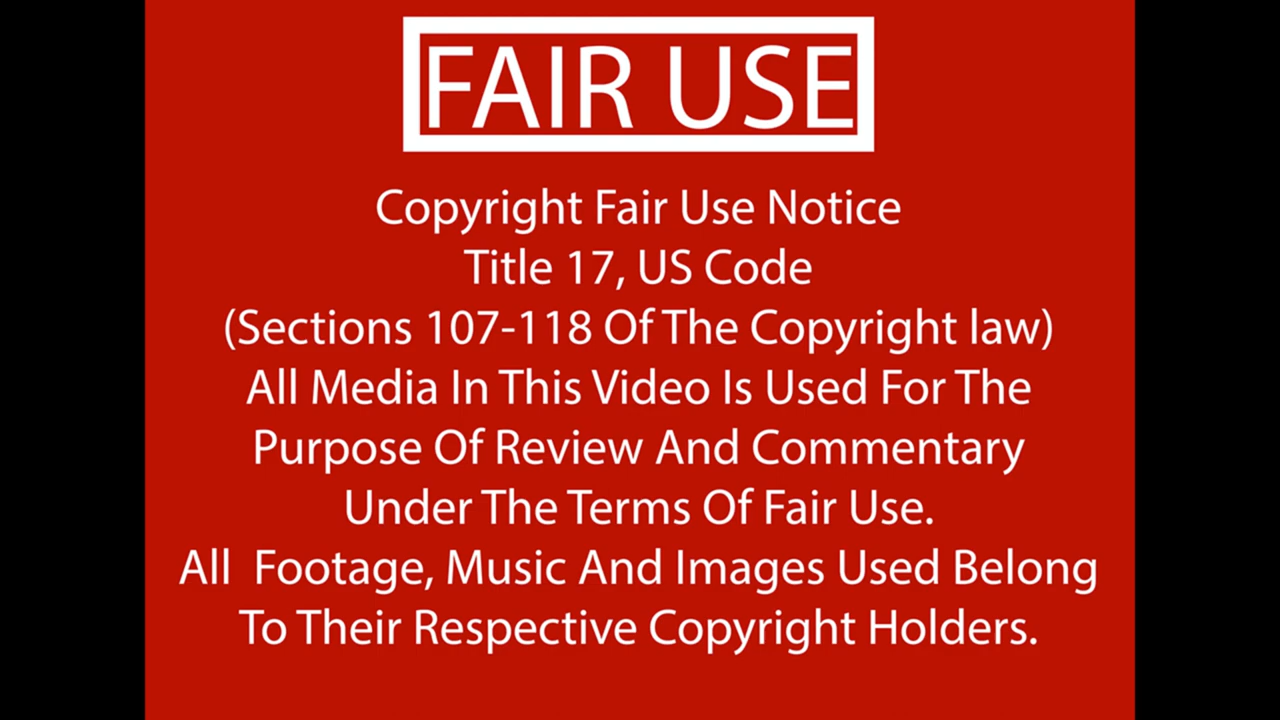 FAIR USE
Copyright Fair Use Notice
Title 17, US Code
(Sections 107-118 Of The Copyright law)
All Media In This Video Is Used For The
Purpose Of Review And Commentary
Under The Terms Of Fair Use.
All  Footage, Music And Images Used Belong
To Their Respective Copyright Holders.